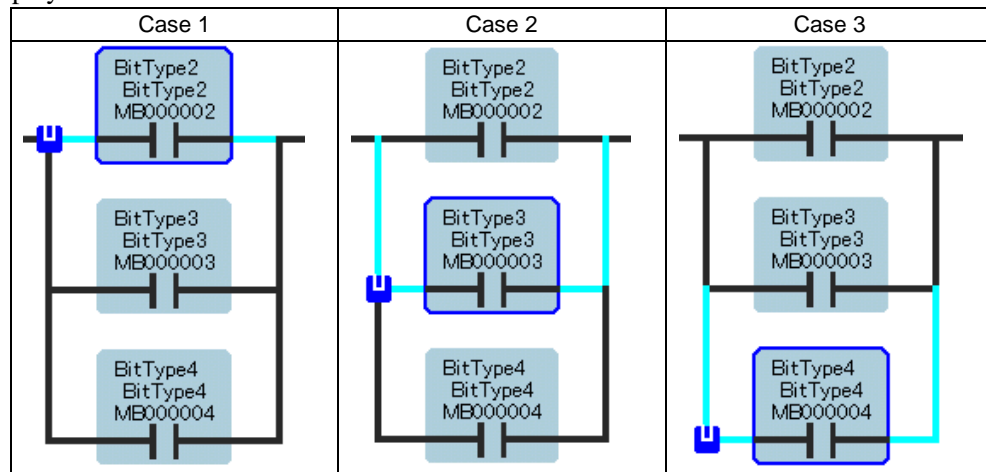 Case 1
Case 2
Case 3
BitType2
BitType2
MB000002
BitType3
BitType3
MB000003
BitType4
BitType4
MB000004
BitType2
BitType2
MB000002
BitType3
BitType3
MB000003
BitType4
BitType4
MB000004
BitType2
BitType2
MB000002
BitType3
BitType3
MB000003
BitType4
BitType4
MB000004